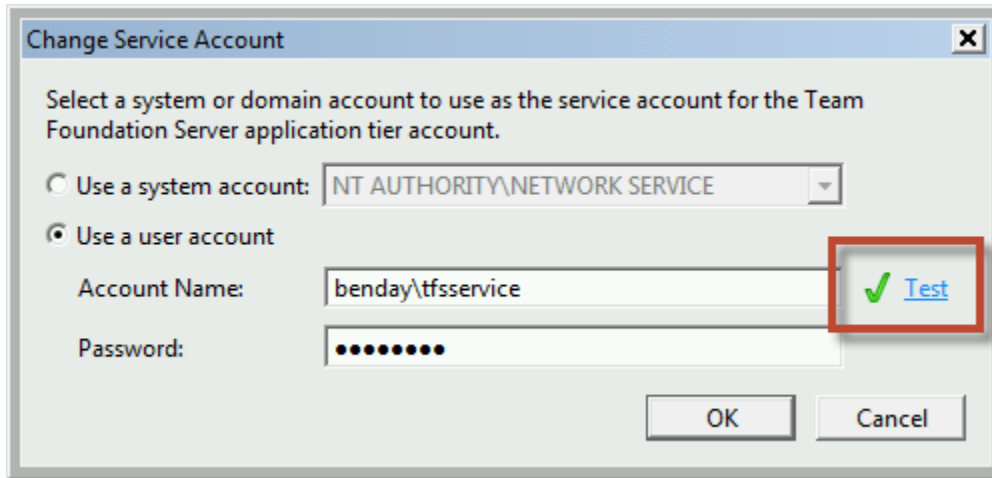 Change Service Account
Select a system or domain account to use as the service account for the Team
Foundation Server application tier account.
Use a system account: NT AUTHORITY\NETWORK SERVICE
Use a user account
Account Name: benday\tfsservice Test
Password: ●●●●●●●●
OK Cancel